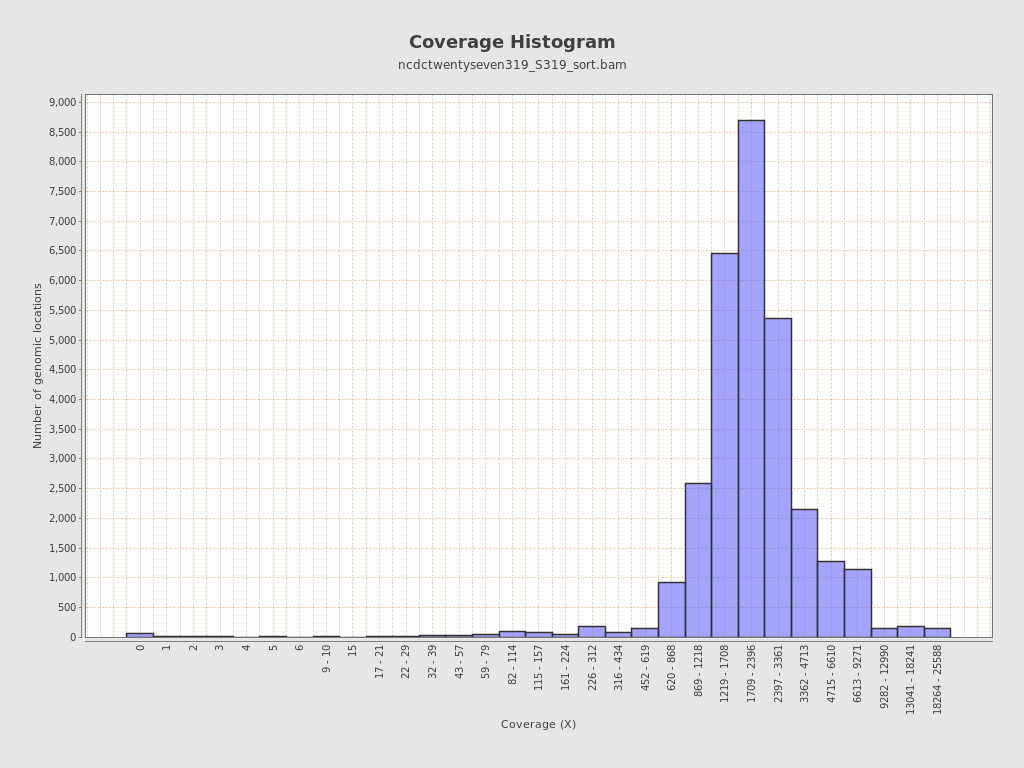 Coverage Histogram
ncdctwentyseven319_S319_sort.bam
Number of genomic locations
9,000
8,500
8,000
7,500
7,000
6,500
6,000
5,500
5,000
4,500
4,000
3,500
3,000
2,500
2,000
1,500
1,000
500
0
0
1
2
3
4
5
6
9 - 10
15
17 - 21
22 - 29
32 - 39
43 - 57
59 - 79
82 - 114
115 - 157
161 - 224
226 - 312
316 - 434
452 - 619
620 - 868
869 - 1218
1219 - 1708
1709 - 2396
2397 - 3361
3362 - 4713
4715 - 6610
6613 - 9271
9282 - 12990
13041 - 18241
18264 - 25588
Coverage (X)